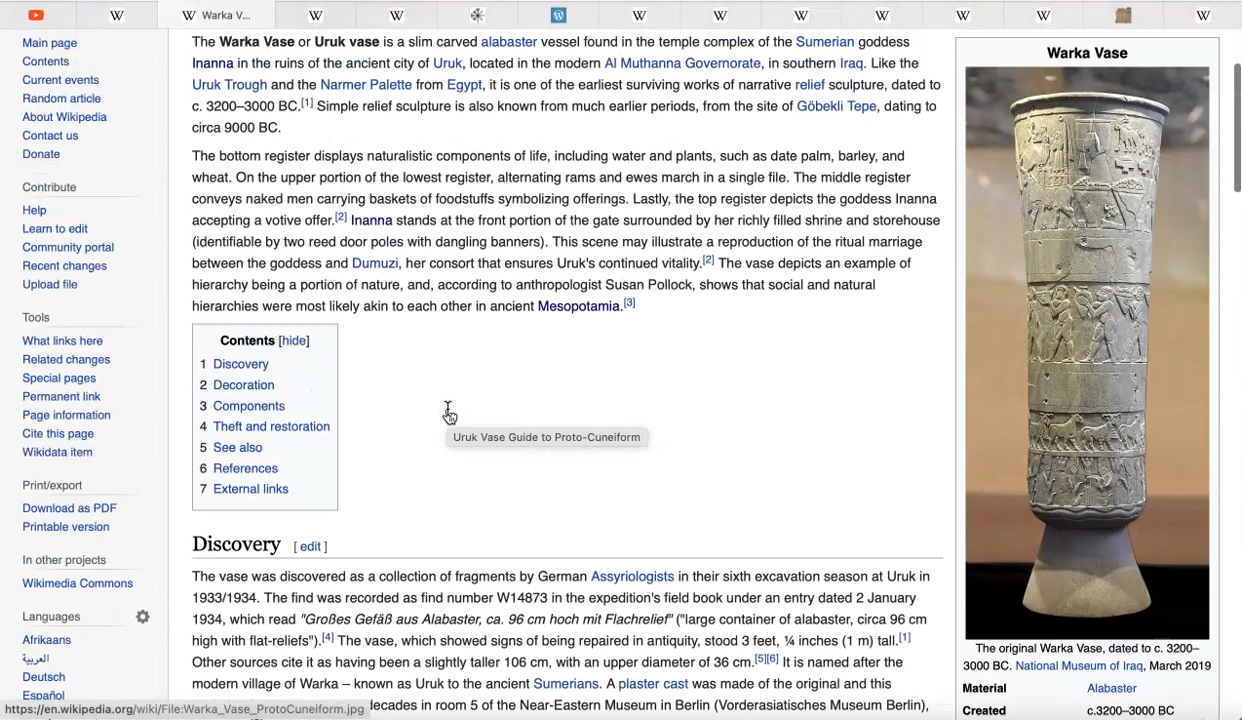 Warka V...
Main page
Contents
Current events
Random article
About Wikipedia
Contact us
Donate
Contribute
Help
Learn to edit
Community portal
Recent changes
Upload file
Tools
What links here
Related changes
Special pages
Permanent link
Page information
Cite this page
Wikidata item
Print/export
Download as PDF
Printable version
In other projects
Wikimedia Commons
Languages
Afrikaans
العربية
Deutsch
Español
https://en.wikipedia.org/wiki/File:Warka_Vase_ProtoCuneiform.jpg
The Warka Vase or Uruk vase is a slim carved alabaster vessel found in the temple complex of the Sumerian goddess
Inanna in the ruins of the ancient city of Uruk, located in the modern Al Muthanna Governorate, in southern Iraq. Like the
Uruk Trough and the Narmer Palette from Egypt, it is one of the earliest surviving works of narrative relief sculpture, dated to
c. 3200–3000 BC.[1] Simple relief sculpture is also known from much earlier periods, from the site of Göbekli Tepe, dating to
circa 9000 BC.
The bottom register displays naturalistic components of life, including water and plants, such as date palm, barley, and
wheat. On the upper portion of the lowest register, alternating rams and ewes march in a single file. The middle register
conveys naked men carrying baskets of foodstuffs symbolizing offerings. Lastly, the top register depicts the goddess Inanna
accepting a votive offer.[2] Inanna stands at the front portion of the gate surrounded by her richly filled shrine and storehouse
(identifiable by two reed door poles with dangling banners). This scene may illustrate a reproduction of the ritual marriage
between the goddess and Dumuzi, her consort that ensures Uruk's continued vitality.[2] The vase depicts an example of
hierarchy being a portion of nature, and, according to anthropologist Susan Pollock, shows that social and natural
hierarchies were most likely akin to each other in ancient Mesopotamia.[3]
Contents [hide]
1 Discovery
2 Decoration
3 Components
4 Theft and restoration
5 See also
6 References
7 External links
Uruk Vase Guide to Proto-Cuneiform
Discovery [ edit ]
The vase was discovered as a collection of fragments by German Assyriologists in their sixth excavation season at Uruk in
1933/1934. The find was recorded as find number W14873 in the expedition's field book under an entry dated 2 January
1934, which read "Großes Gefäß aus Alabaster, ca. 96 cm hoch mit Flachrelief" ("large container of alabaster, circa 96 cm
high with flat-reliefs").[4] The vase, which showed signs of being repaired in antiquity, stood 3 feet, ¼ inches (1 m) tall.[1]
Other sources cite it as having been a slightly taller 106 cm, with an upper diameter of 36 cm.[5][6] It is named after the
modern village of Warka – known as Uruk to the ancient Sumerians. A plaster cast was made of the original and this
decades in room 5 of the Near-Eastern Museum in Berlin (Vorderasiatisches Museum Berlin),
Warka Vase
The original Warka Vase, dated to c. 3200–
3000 BC. National Museum of Iraq, March 2019
Material Alabaster
Created c.3200–3000 BC